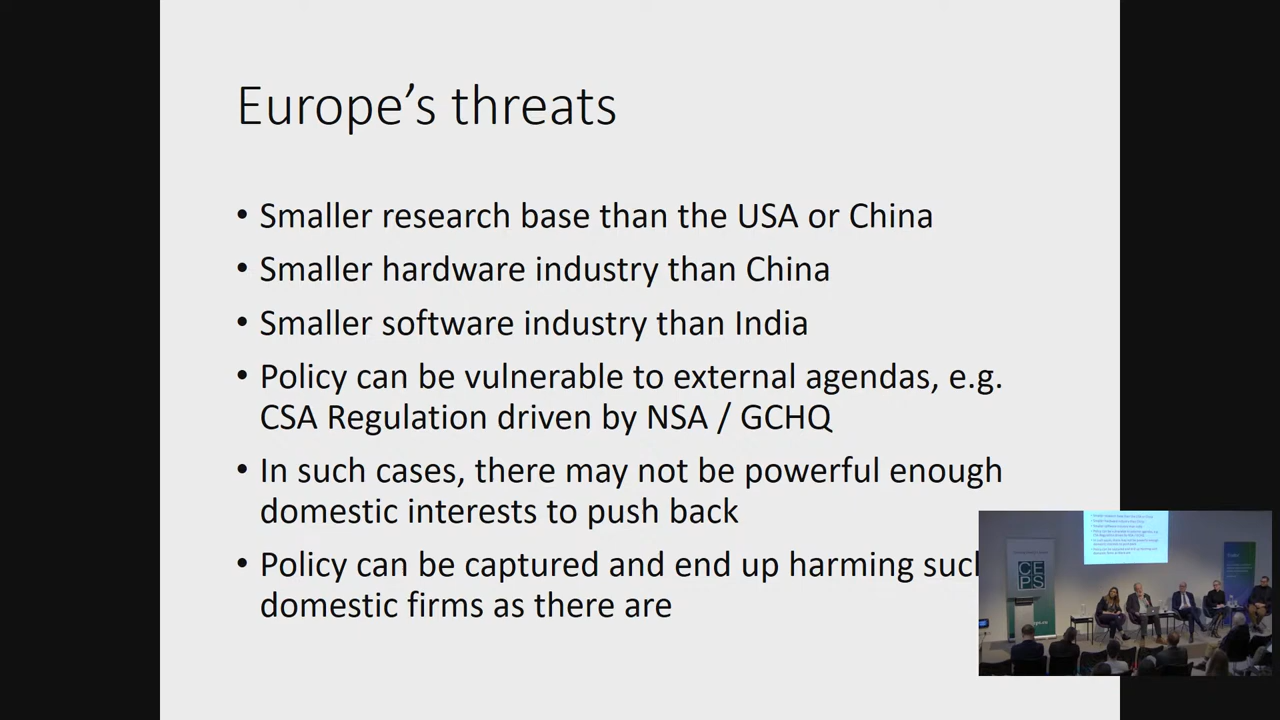 Europe's threats
• Smaller research base than the USA or China
• Smaller hardware industry than China
• Smaller software industry than India
• Policy can be vulnerable to external agendas, e.g.
CSA Regulation driven by NSA / GCHQ
• In such cases, there may not be powerful enough
domestic interests to push back
• Policy can be captured and end up harming
domestic firms as there are
CE
PS